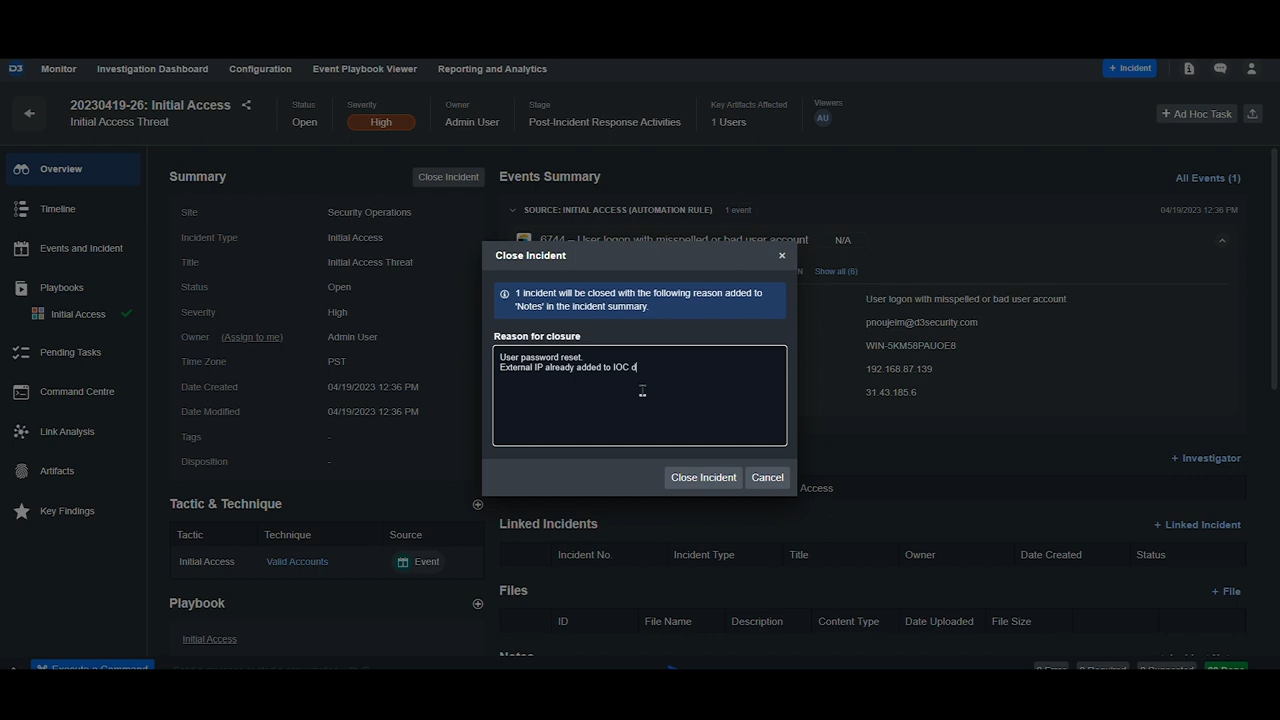 D3 Monitor Investigation Dashboard Configuration Event Playbook Viewer Reporting and Analytics + Incident
20230419-26: Initial Access
Initial Access Threat
Status
Open
Severity
High
Owner
Admin User
Stage
Post-Incident Response Activities
Key Artifacts Affected
1 Users
Viewers
AU
+ Ad Hoc Task
Overview
Timeline
Events and Incident
Playbooks
Initial Access
Pending Tasks
Command Centre
Link Analysis
Artifacts
Key Findings
Summary
Close Incident
Site Security Operations
Incident Type Initial Access
Title Initial Access Threat
Status Open
Severity High
Owner (Assign to me) Admin User
Time Zone PST
Date Created 04/19/2023 12:36 PM
Date Modified 04/19/2023 12:36 PM
Tags -
Disposition -
Tactic & Technique
Tactic Technique Source
Initial Access Valid Accounts Event
Playbook
Initial Access
Execute a Command
Events Summary
All Events (1)
SOURCE: INITIAL ACCESS (AUTOMATION RULE) 1 event 04/19/2023 12:36 PM
6744 – User logon with misspelled or bad user account N/A
N Show all (6)
User logon with misspelled or bad user account
pnoujeim@d3security.com
WIN-5KM58PAUOE8
192.168.87.139
31.43.185.6
Close Incident ×
1 incident will be closed with the following reason added to
'Notes' in the incident summary.
Reason for closure
User password reset.
External IP already added to IOC d
Close Incident Cancel
+ Investigator
Access
Linked Incidents
+ Linked Incident
Incident No. Incident Type Title Owner Date Created Status
Files
+ File
ID File Name Description Content Type Date Uploaded File Size
Notes